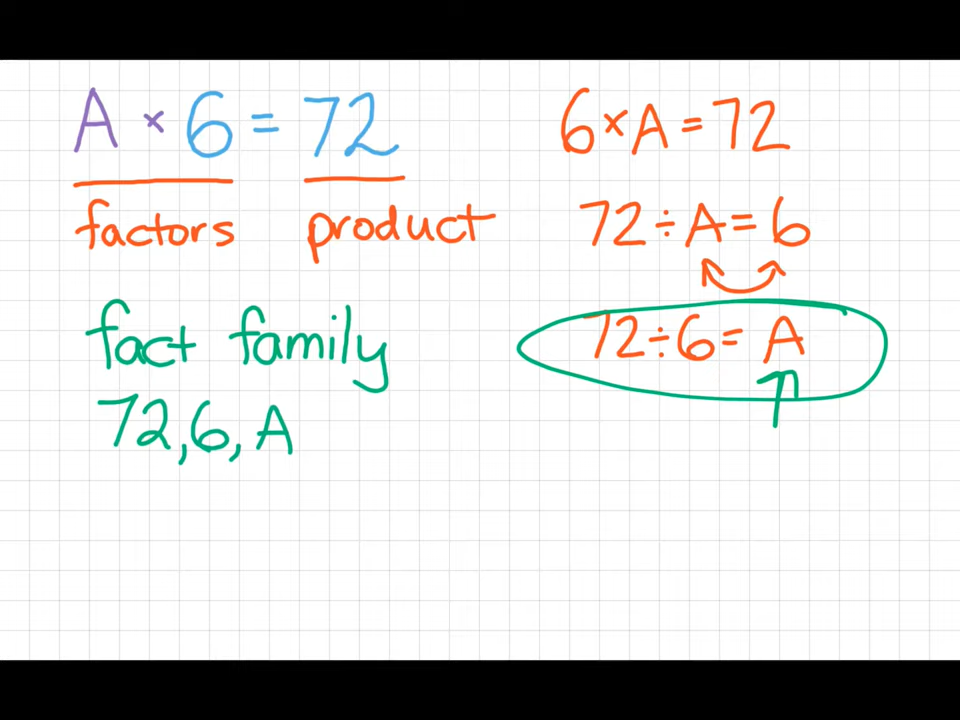 A × 6 = 72
factors product
fact family
72, 6, A
6 × A = 72
72 ÷ A = 6
72 ÷ 6 = A